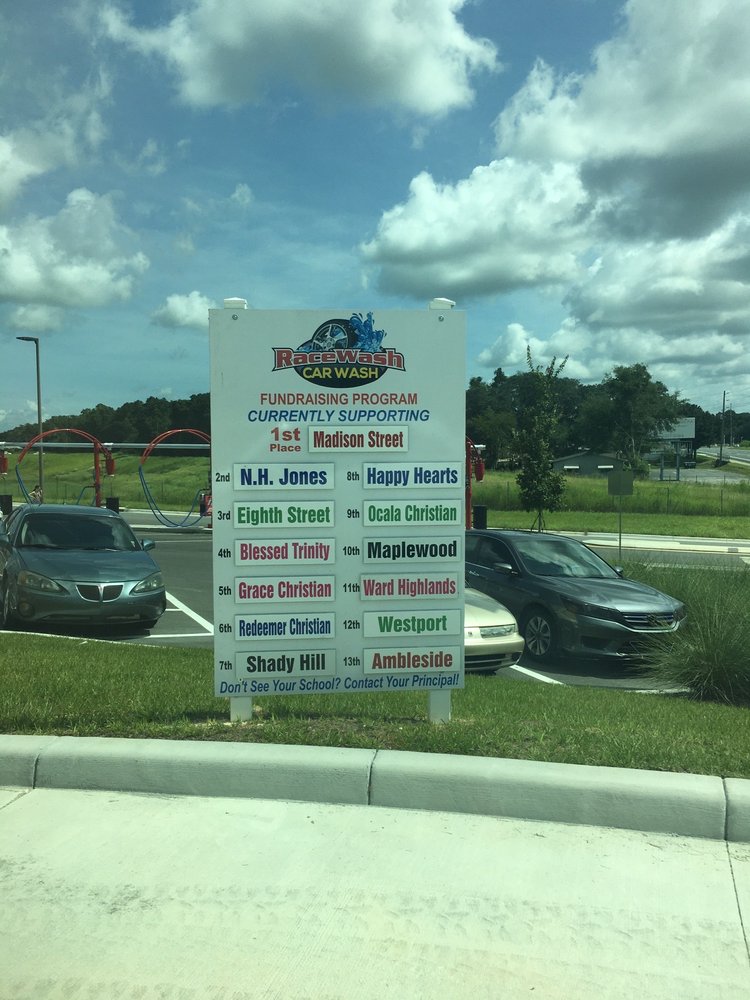 RaceWash
CAR WASH
FUNDRAISING PROGRAM
CURRENTLY SUPPORTING
1st Place Madison Street
2nd N.H. Jones
3rd Eighth Street
4th Blessed Trinity
5th Grace Christian
6th Redeemer Christian
7th Shady Hill
8th Happy Hearts
9th Ocala Christian
10th Maplewood
11th Ward Highlands
12th Westport
13th Ambleside
Don't See Your School? Contact Your Principal!